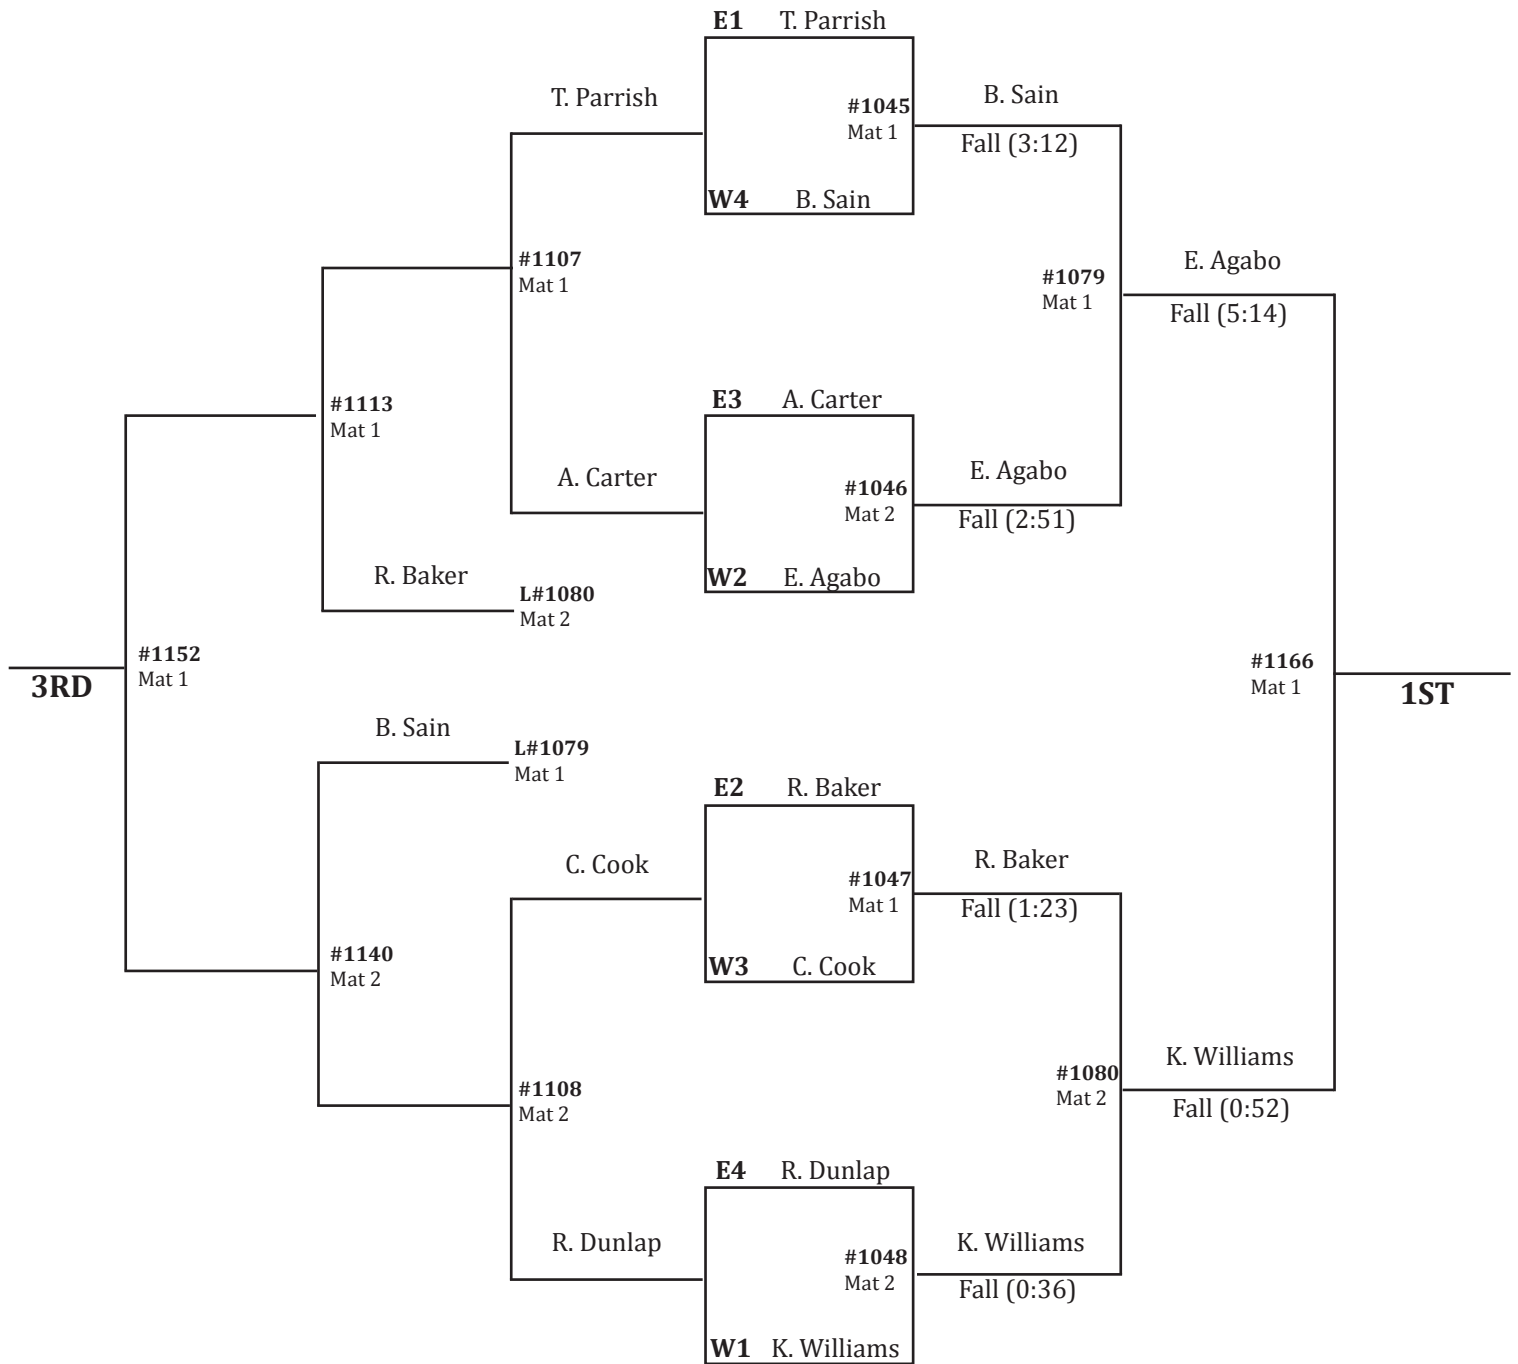 E1 T. Parrish
T. Parrish
#1045
Mat 1
B. Sain
Fall (3:12)
W4 B. Sain
#1107
Mat 1
#1079
Mat 1
E. Agabo
Fall (5:14)
#1113
Mat 1
E3 A. Carter
A. Carter
#1046
Mat 2
E. Agabo
Fall (2:51)
W2 E. Agabo
R. Baker
L#1080
Mat 2
#1152
Mat 1
3RD
#1166
Mat 1
1ST
B. Sain
L#1079
Mat 1
E2 R. Baker
C. Cook
#1047
Mat 1
R. Baker
Fall (1:23)
W3 C. Cook
#1140
Mat 2
#1108
Mat 2
#1080
Mat 2
K. Williams
Fall (0:52)
E4 R. Dunlap
R. Dunlap
#1048
Mat 2
K. Williams
Fall (0:36)
W1 K. Williams